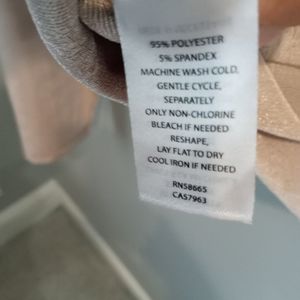 95% POLYESTER
5% SPANDEX
MACHINE WASH COLD,
GENTLE CYCLE,
SEPARATELY
ONLY NON-CHLORINE
BLEACH IF NEEDED
RESHAPE,
LAY FLAT TO DRY
COOL IRON IF NEEDED
RN58665
CA57963